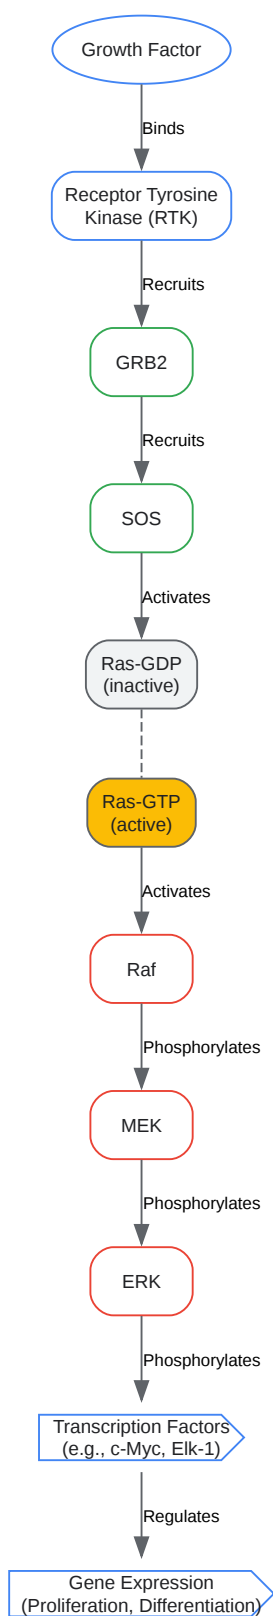 Growth Factor
Binds
Receptor Tyrosine
Kinase (RTK)
Recruits
GRB2
Recruits
SOS
Activates
Ras-GDP
(inactive)
Ras-GTP
(active)
Activates
Raf
Phosphorylates
MEK
Phosphorylates
ERK
Phosphorylates
Transcription Factors
(e.g., c-Myc, Elk-1)
Regulates
Gene Expression
(Proliferation, Differentiation)